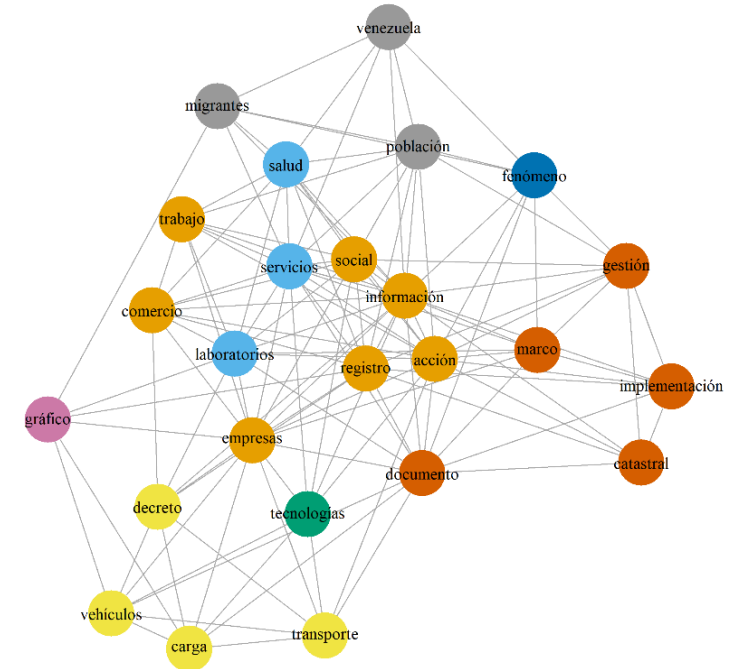 venezuela
migrantes
población
salud
fenómeno
trabajo
social
servicios
gestión
información
comercio
marco
laboratorios
acción
registro
implementación
gráfico
empresas
catastral
documento
decreto
tecnologías
vehículos
transporte
carga